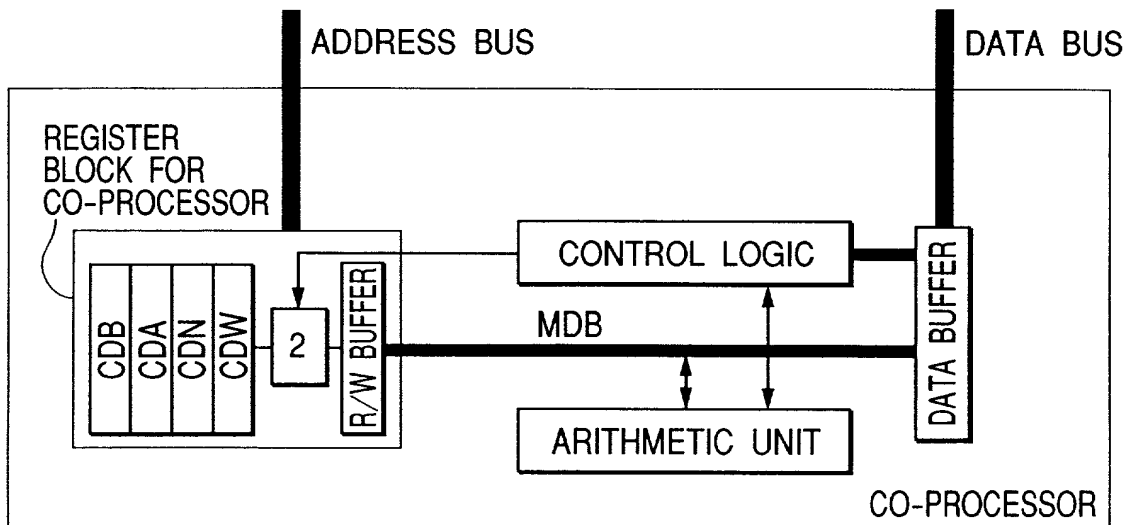 ADDRESS BUS
DATA BUS
REGISTER
BLOCK FOR
CO-PROCESSOR
CONTROL LOGIC
CDB
CDA
CDN
CDW
2
R/W BUFFER
MDB
DATA BUFFER
ARITHMETIC UNIT
CO-PROCESSOR